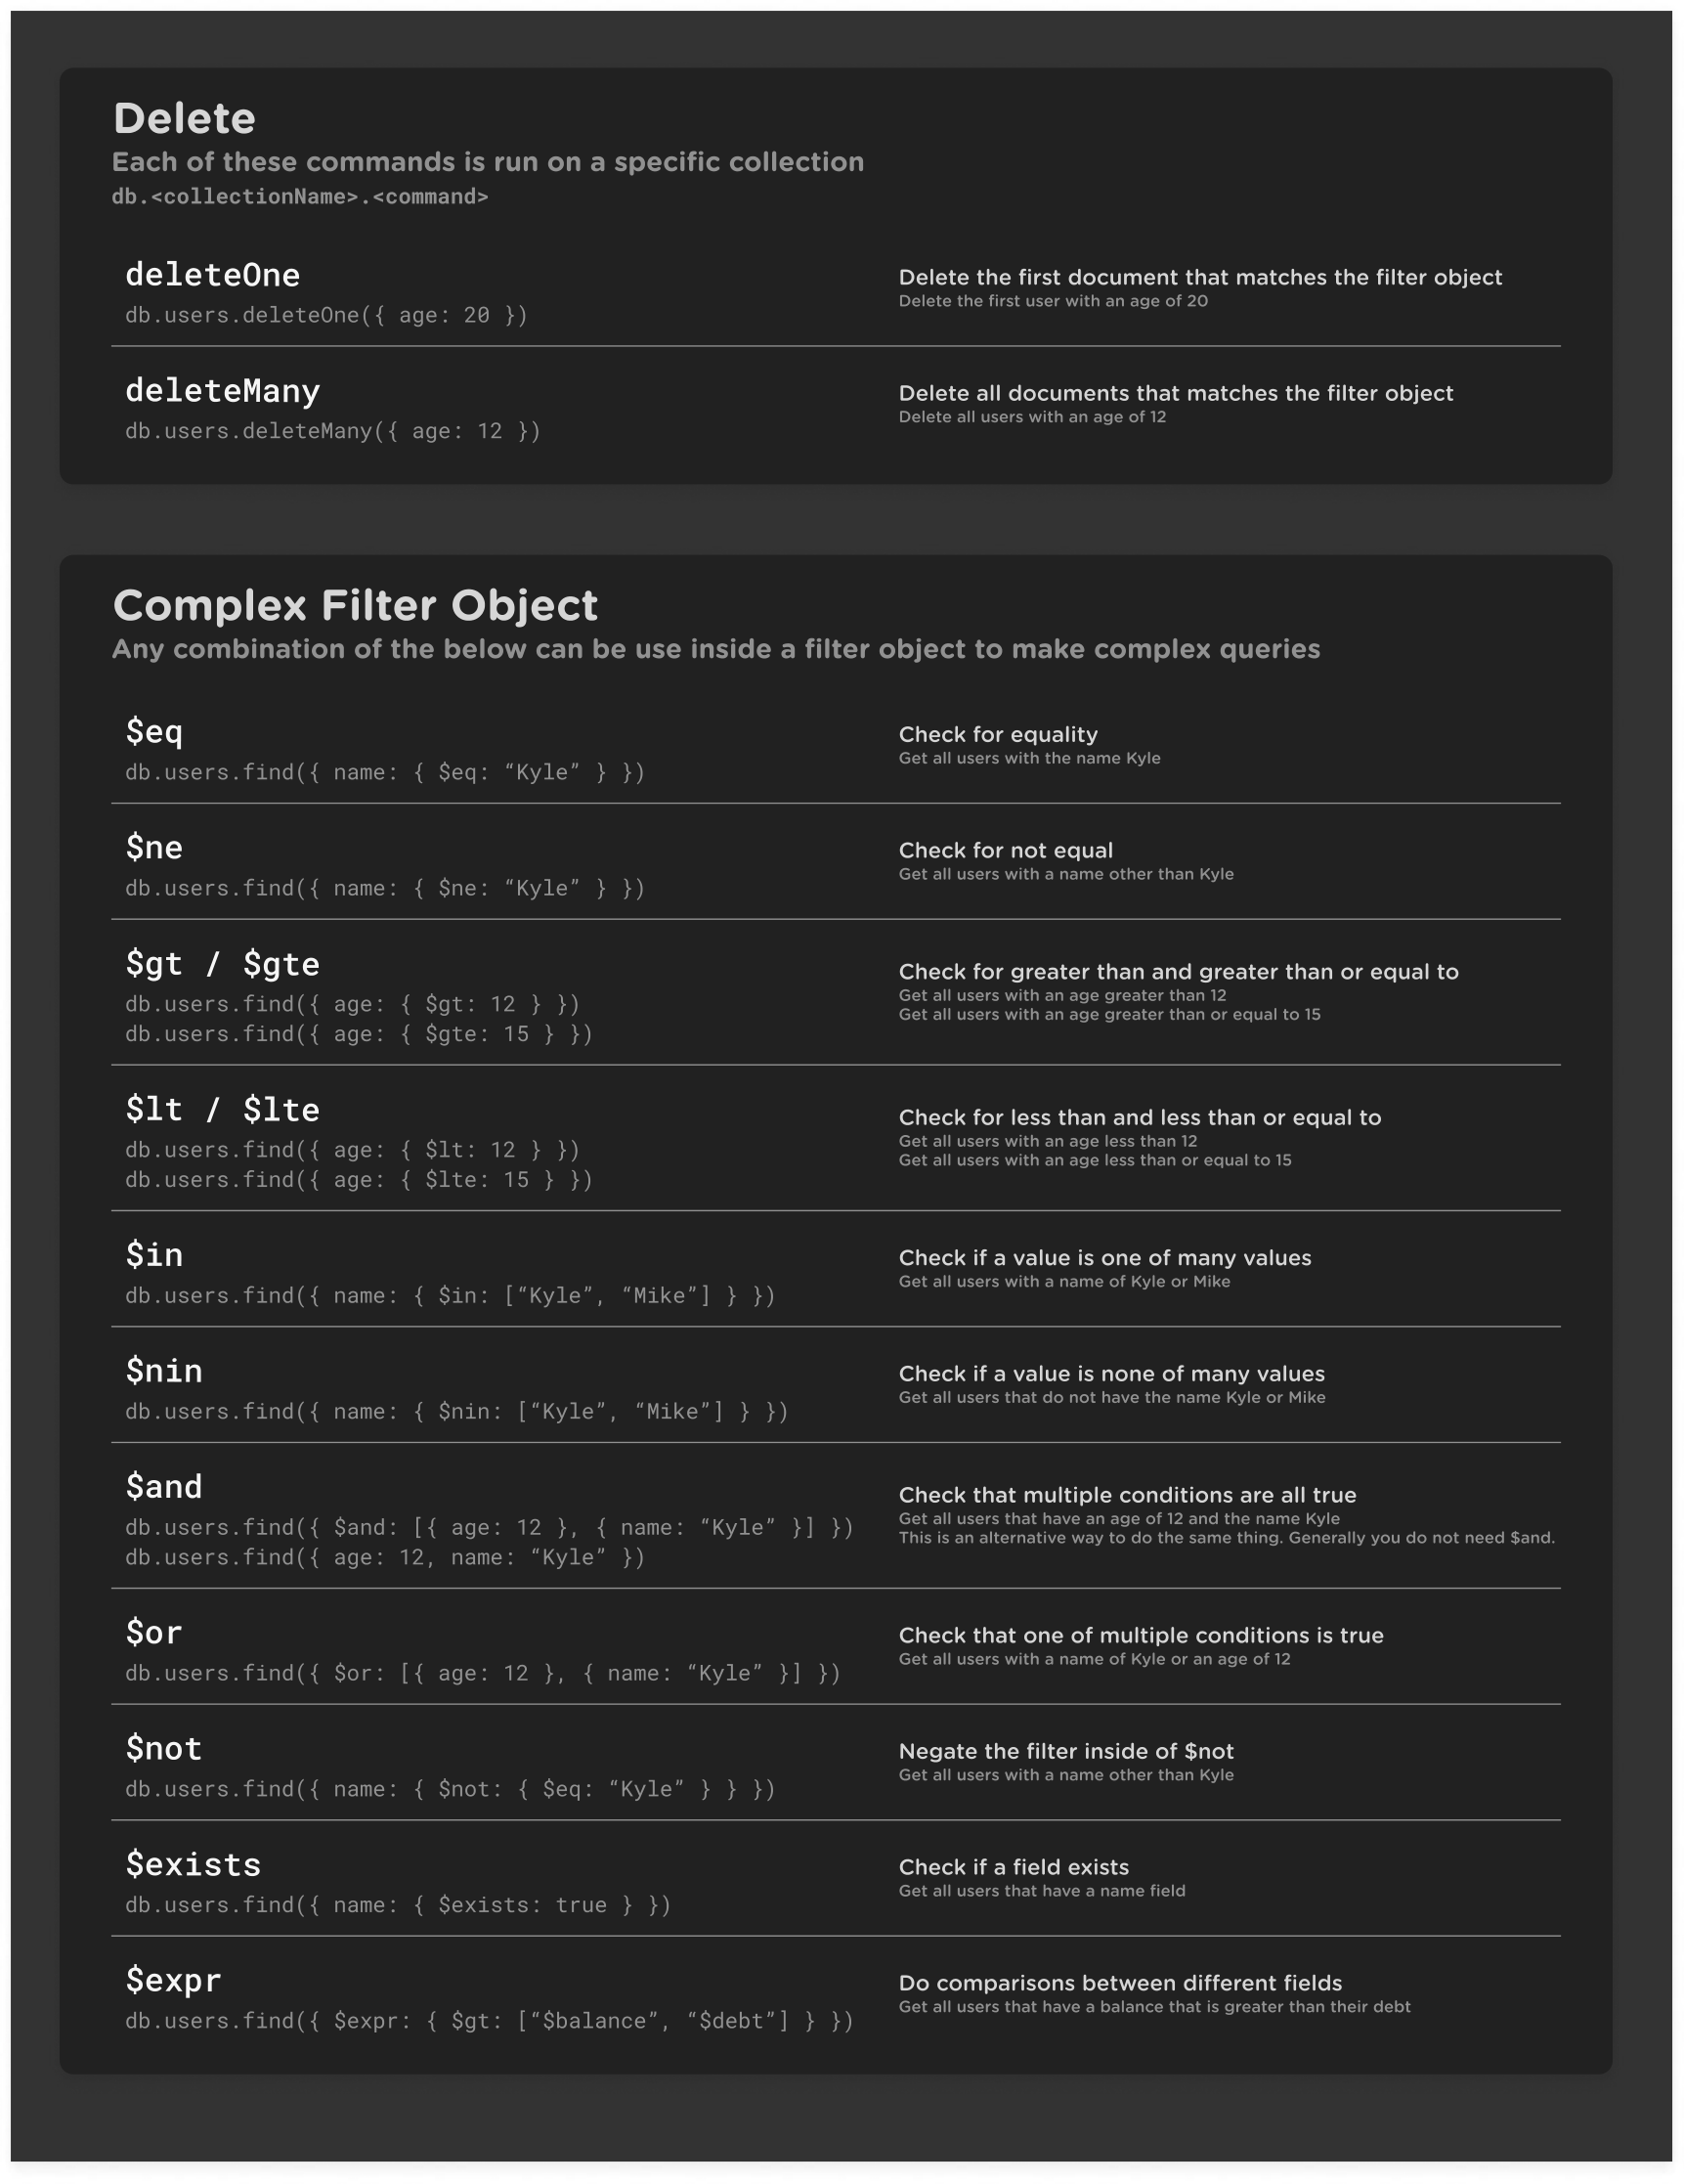 Delete
Each of these commands is run on a specific collection
db.<collectionName>.<command>
deleteOne
db.users.deleteOne({ age: 20 })
Delete the first document that matches the filter object
Delete the first user with an age of 20
deleteMany
db.users.deleteMany({ age: 12 })
Delete all documents that matches the filter object
Delete all users with an age of 12
Complex Filter Object
Any combination of the below can be use inside a filter object to make complex queries
$eq
db.users.find({ name: { $eq: “Kyle” } })
Check for equality
Get all users with the name Kyle
$ne
db.users.find({ name: { $ne: “Kyle” } })
Check for not equal
Get all users with a name other than Kyle
$gt / $gte
db.users.find({ age: { $gt: 12 } })
db.users.find({ age: { $gte: 15 } })
Check for greater than and greater than or equal to
Get all users with an age greater than 12
Get all users with an age greater than or equal to 15
$lt / $lte
db.users.find({ age: { $lt: 12 } })
db.users.find({ age: { $lte: 15 } })
Check for less than and less than or equal to
Get all users with an age less than 12
Get all users with an age less than or equal to 15
$in
db.users.find({ name: { $in: [“Kyle”, “Mike”] } })
Check if a value is one of many values
Get all users with a name of Kyle or Mike
$nin
db.users.find({ name: { $nin: [“Kyle”, “Mike”] } })
Check if a value is none of many values
Get all users that do not have the name Kyle or Mike
$and
db.users.find({ $and: [{ age: 12 }, { name: “Kyle” }] })
db.users.find({ age: 12, name: “Kyle” })
Check that multiple conditions are all true
Get all users that have an age of 12 and the name Kyle
This is an alternative way to do the same thing. Generally you do not need $and.
$or
db.users.find({ $or: [{ age: 12 }, { name: “Kyle” }] })
Check that one of multiple conditions is true
Get all users with a name of Kyle or an age of 12
$not
db.users.find({ name: { $not: { $eq: “Kyle” } } })
Negate the filter inside of $not
Get all users with a name other than Kyle
$exists
db.users.find({ name: { $exists: true } })
Check if a field exists
Get all users that have a name field
$expr
db.users.find({ $expr: { $gt: [“$balance”, “$debt”] } })
Do comparisons between different fields
Get all users that have a balance that is greater than their debt